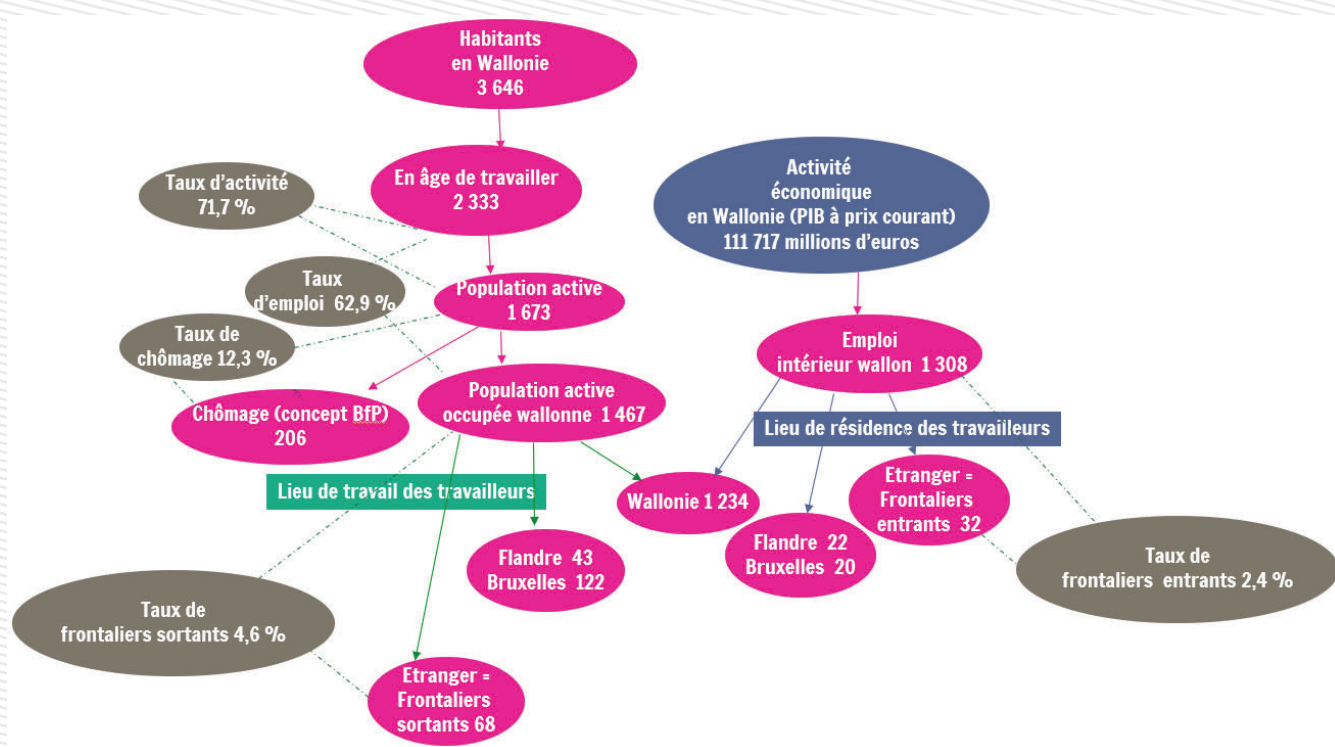 Habitants
en Wallonie
3 646
En âge de travailler
2 333
Taux d'activité
71,7 %
Taux
d'emploi 62,9 %
Population active
1 673
Taux de
chômage 12,3 %
Chômage (concept BfP)
206
Population active
occupée wallonne 1 467
Lieu de travail des travailleurs
Flandre 43
Bruxelles 122
Etranger =
Frontaliers
sortants 68
Taux de
frontaliers sortants 4,6 %
Wallonie 1 234
Activité
économique
en Wallonie (PIB à prix courant)
111 717 millions d'euros
Emploi
intérieur wallon 1 308
Lieu de résidence des travailleurs
Etranger =
Frontaliers
entrants 32
Flandre 22
Bruxelles 20
Taux de
frontaliers entrants 2,4 %